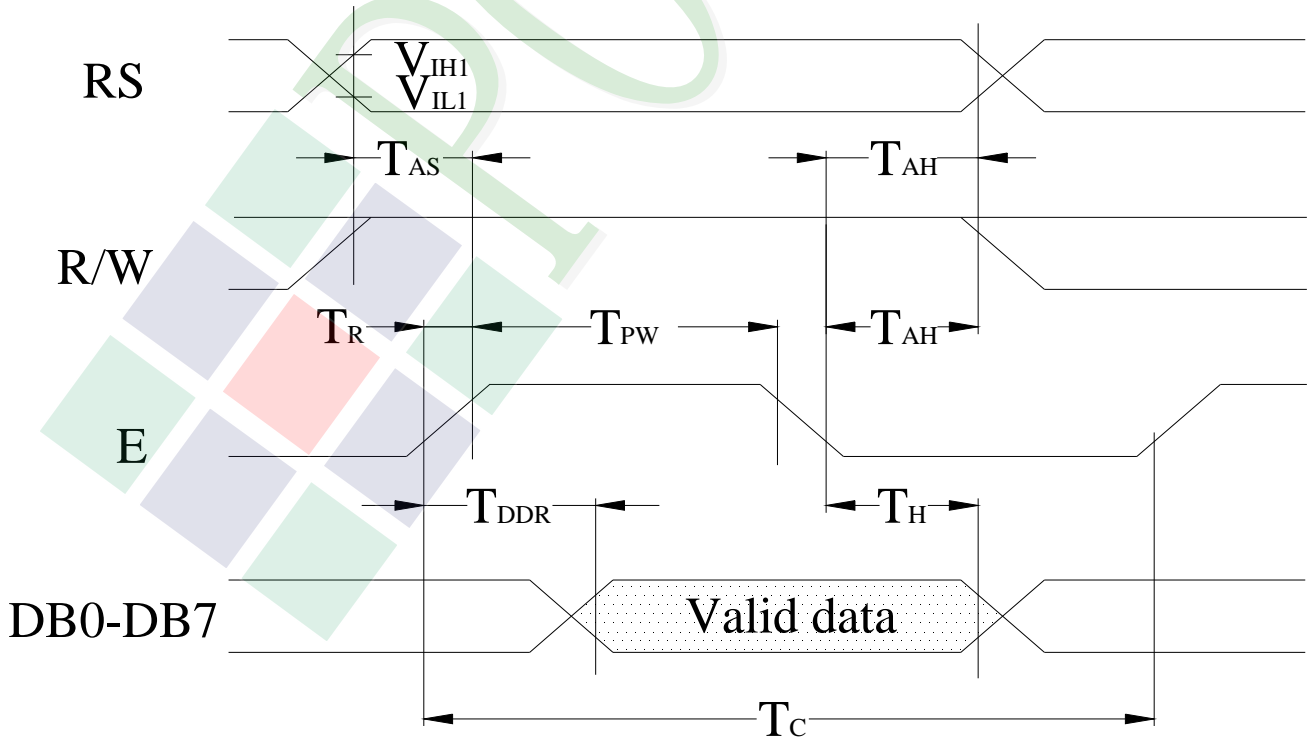 RS
VIH1
VIL1
TAS
TAH
R/W
TR
TPW
TAH
E
TDDR
TH
DB0-DB7
Valid data
TC